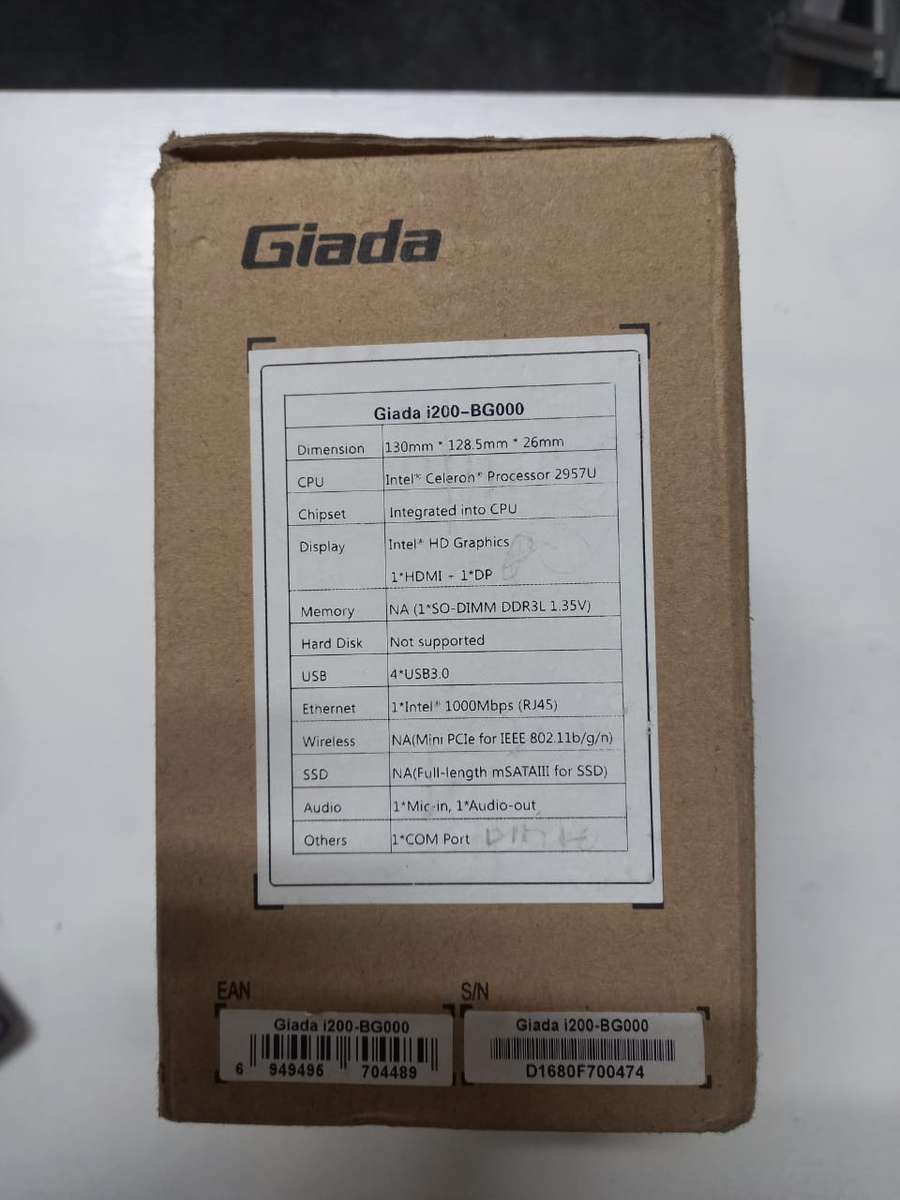 Giada
Giada i200-BG000
Dimension 130mm * 128.5mm * 26mm
CPU Intel® Celeron® Processor 2957U
Chipset Integrated into CPU
Display Intel® HD Graphics
1*HDMI + 1*DP
Memory NA (1*SO-DIMM DDR3L 1.35V)
Hard Disk Not supported
USB 4*USB3.0
Ethernet 1*Intel® 1000Mbps (RJ45)
Wireless NA(Mini PCIe for IEEE 802.11b/g/n)
SSD NA(Full-length mSATAIII for SSD)
Audio 1*Mic-in, 1*Audio-out
Others 1*COM Port
EAN
Giada i200-BG000
6 949495 704489
S/N
Giada i200-BG000
D1680F700474